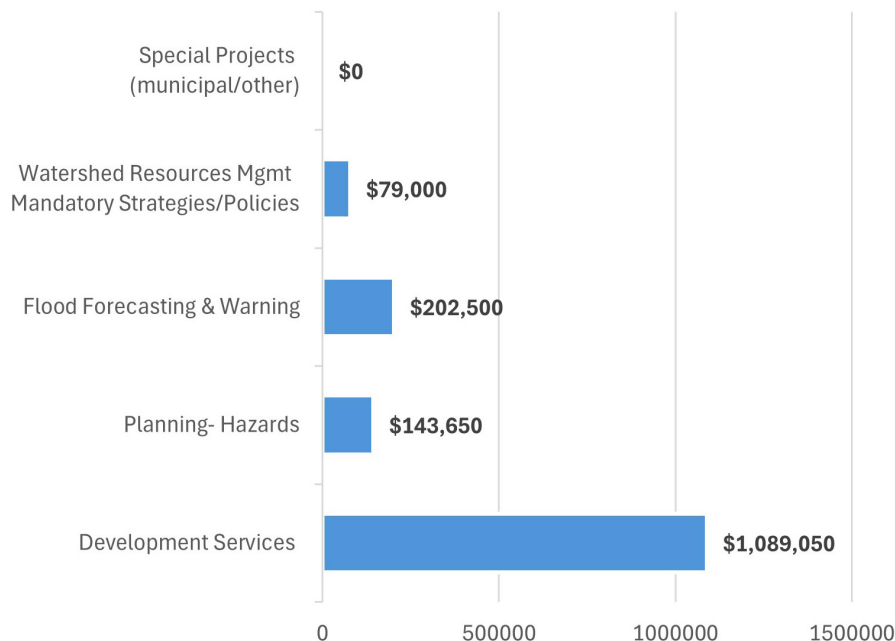 Special Projects
(municipal/other)
$0
Watershed Resources Mgmt
Mandatory Strategies/Policies
$79,000
Flood Forecasting & Warning
$202,500
Planning- Hazards
$143,650
Development Services
$1,089,050
0 500000 1000000 1500000